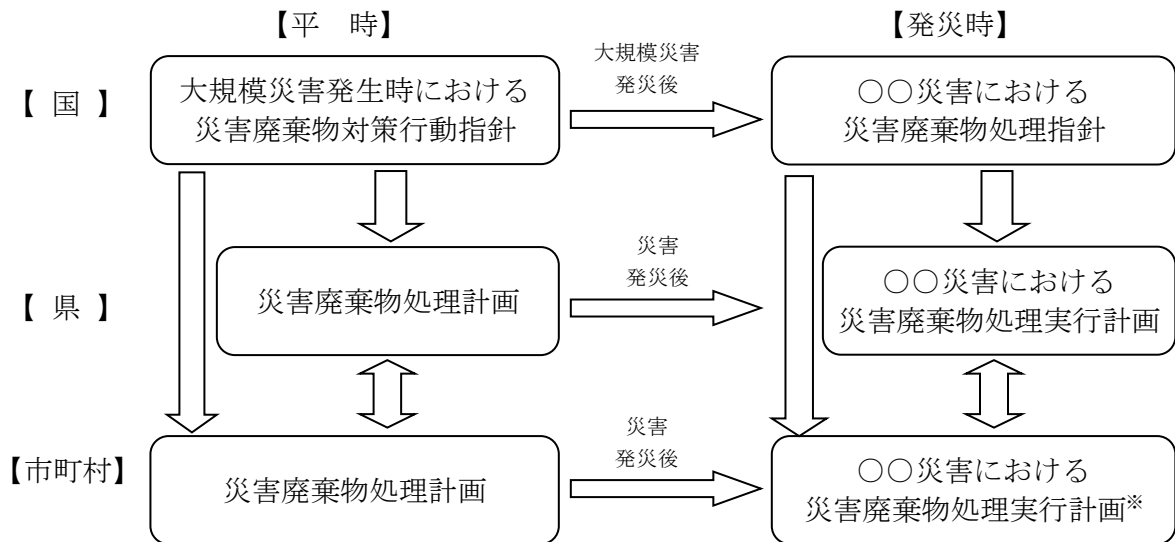 【平　時】
【発災時】
【 国 】
大規模災害発生時における
災害廃棄物対策行動指針
大規模災害
発災後
○○災害における
災害廃棄物処理指針
【 県 】
災害廃棄物処理計画
災害
発災後
○○災害における
災害廃棄物処理実行計画
【市町村】
災害廃棄物処理計画
災害
発災後
○○災害における
災害廃棄物処理実行計画※